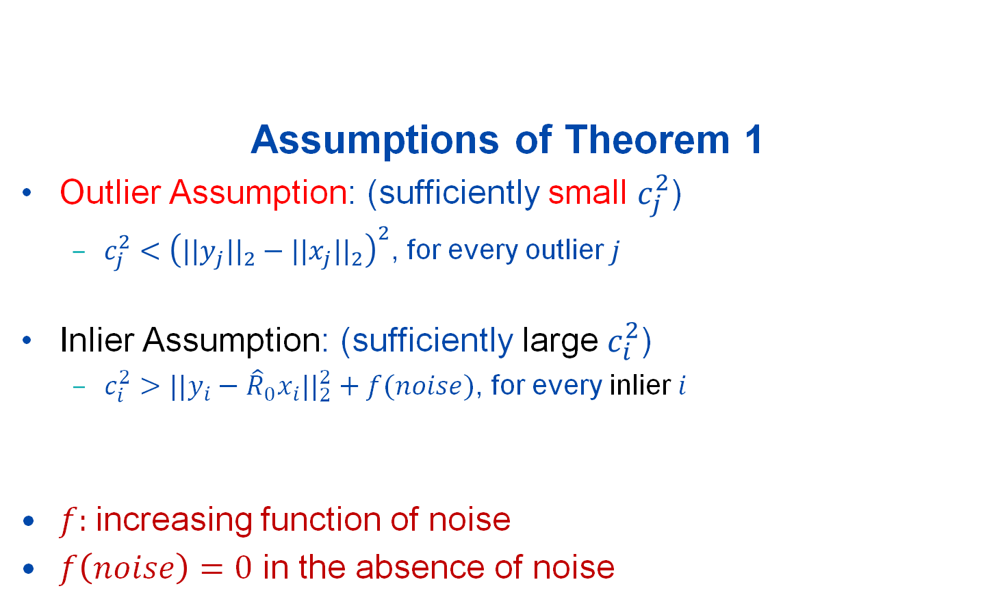 Assumptions of Theorem 1
• Outlier Assumption: (sufficiently small $c_j^2$)
– $c_j^2 < (||y_j||_2 - ||x_j||_2)^2$, for every outlier $j$
• Inlier Assumption: (sufficiently large $c_i^2$)
– $c_i^2 > ||y_i - \hat{R}_0 x_i||_2^2 + f(noise)$, for every inlier $i$
• $f$: increasing function of noise
• $f(noise) = 0$ in the absence of noise